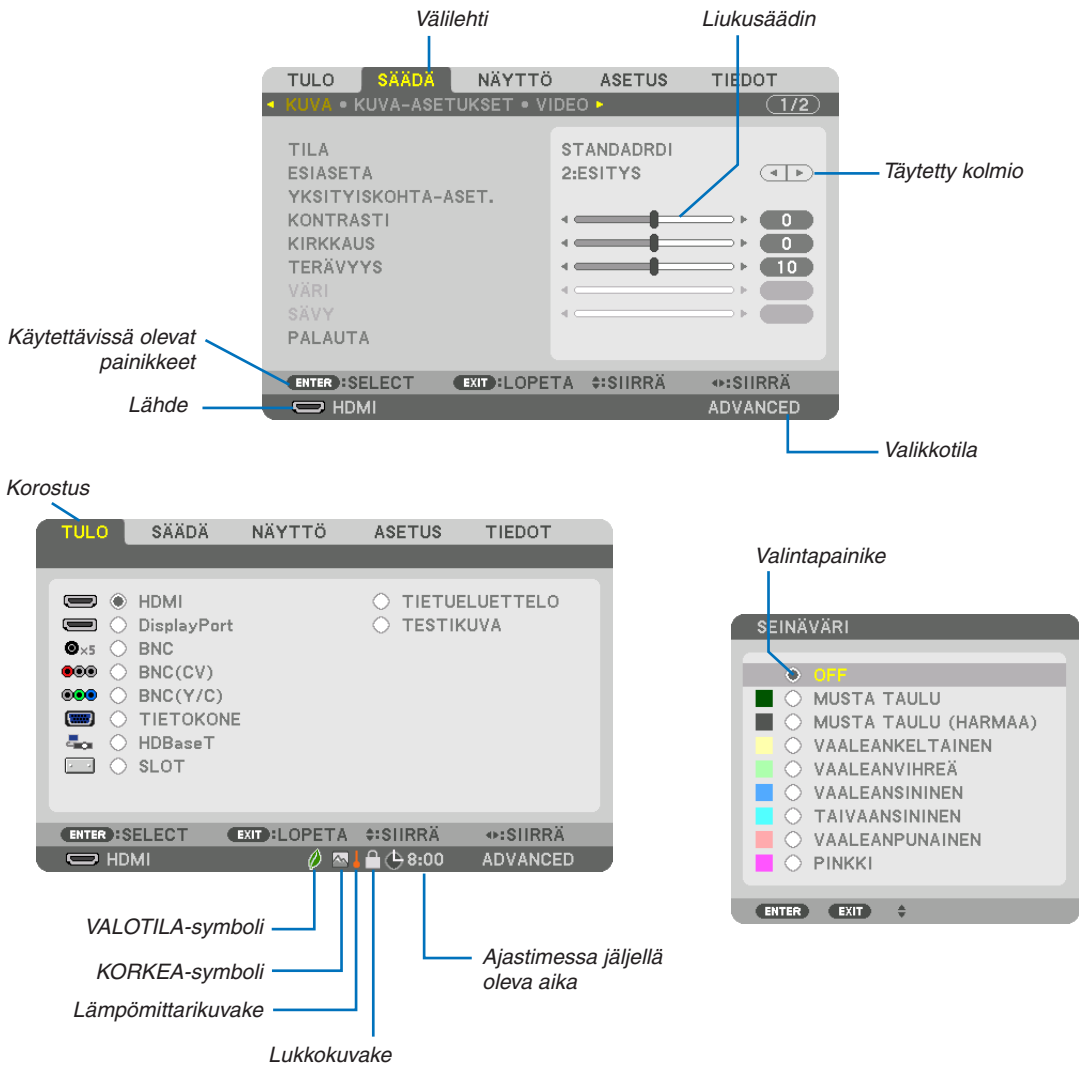 Välilehti
Liukusäädin
TULO SÄÄDÄ NÄYTTÖ ASETUS TIEDOT
KUVA • KUVA-ASETUKSET • VIDEO 1/2
TILA STANDADRDI
ESIASETA 2:ESITYS
Täytetty kolmio
YKSITYISKOHTA-ASET.
KONTRASTI 0
KIRKKAUS 0
TERÄVYYS 10
VÄRI
SÄVY
PALAUTA
Käytettävissä olevat
painikkeet
ENTER:SELECT EXIT:LOPETA :SIIRRÄ :SIIRRÄ
Lähde
HDMI ADVANCED
Valikkotila
Korostus
TULO SÄÄDÄ NÄYTTÖ ASETUS TIEDOT
HDMI TIETUELUETTELO
DisplayPort TESTIKUVA
×5 BNC
BNC(CV)
BNC(Y/C)
TIETOKONE
HDBaseT
SLOT
ENTER:SELECT EXIT:LOPETA :SIIRRÄ :SIIRRÄ
HDMI 8:00 ADVANCED
VALOTILA-symboli
KORKEA-symboli
Lämpömittarikuvake
Lukkokuvake
Ajastimessa jäljellä
oleva aika
Valintapainike
SEINÄVÄRI
OFF
MUSTA TAULU
MUSTA TAULU (HARMAA)
VAALEANKELTAINEN
VAALEANVIHREÄ
VAALEANSININEN
TAIVAANSININEN
VAALEANPUNAINEN
PINKKI
ENTER EXIT